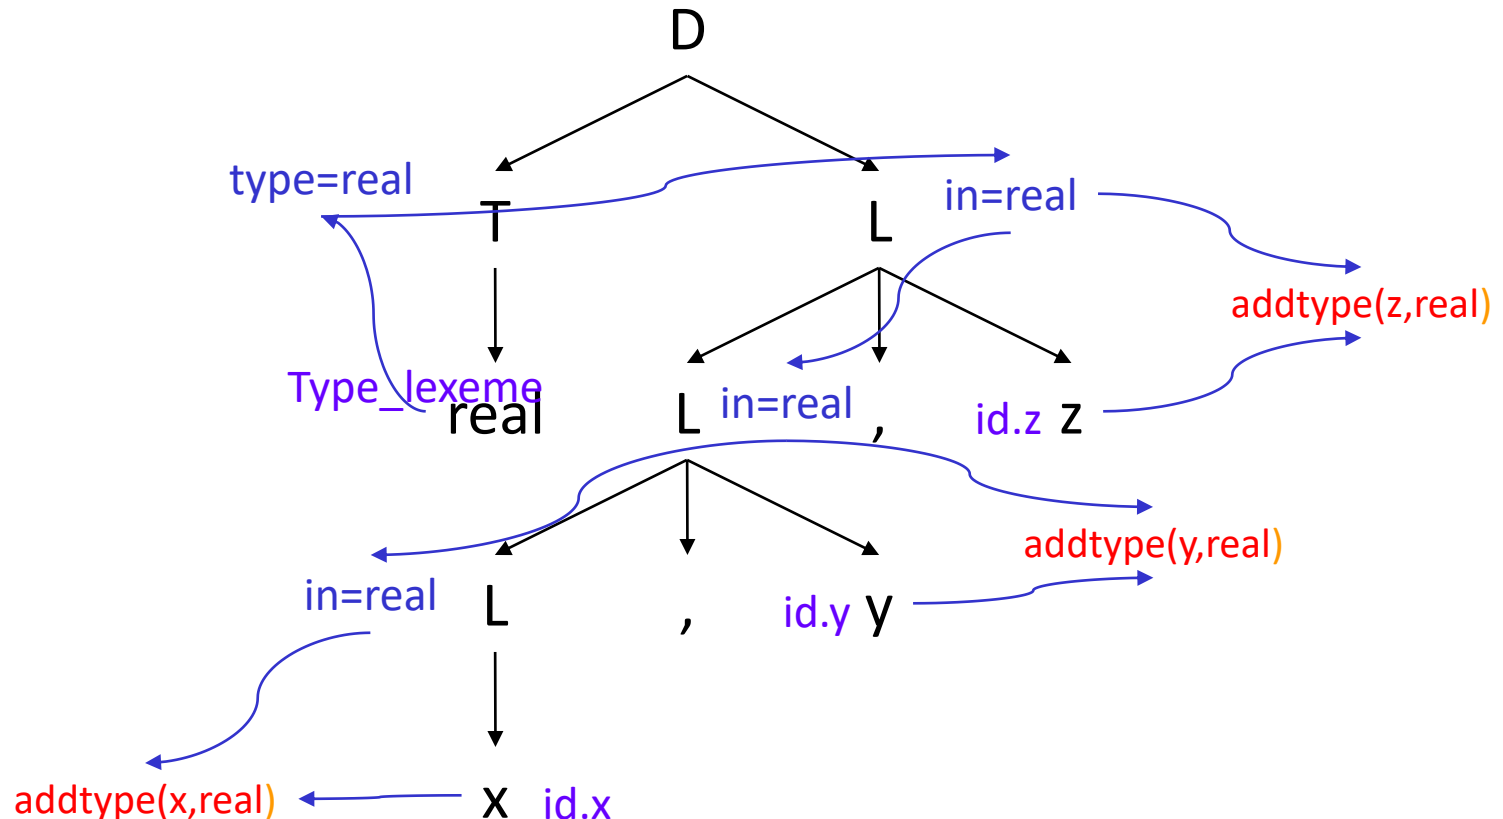 D
type=real T L in=real
addtype(z,real)
Type_lexeme
real L in=real , id.z z
addtype(y,real)
in=real L , id.y y
addtype(x,real) x id.x